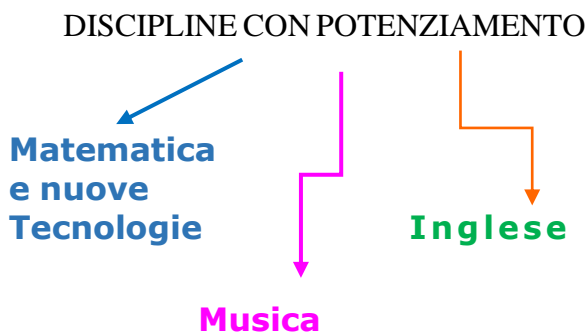 DISCIPLINE CON POTENZIAMENTO
Matematica
e nuove
Tecnologie
Inglese
Musica